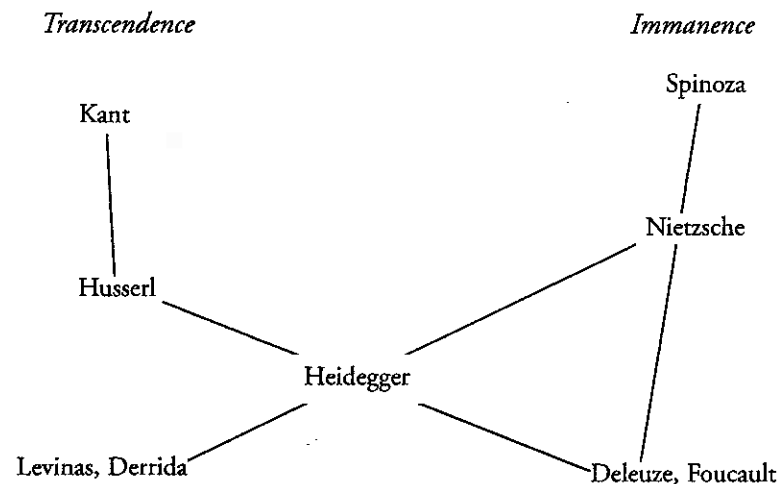 Transcendence
Immanence
Spinoza
Kant
Nietzsche
Husserl
Heidegger
Levinas, Derrida
Deleuze, Foucault